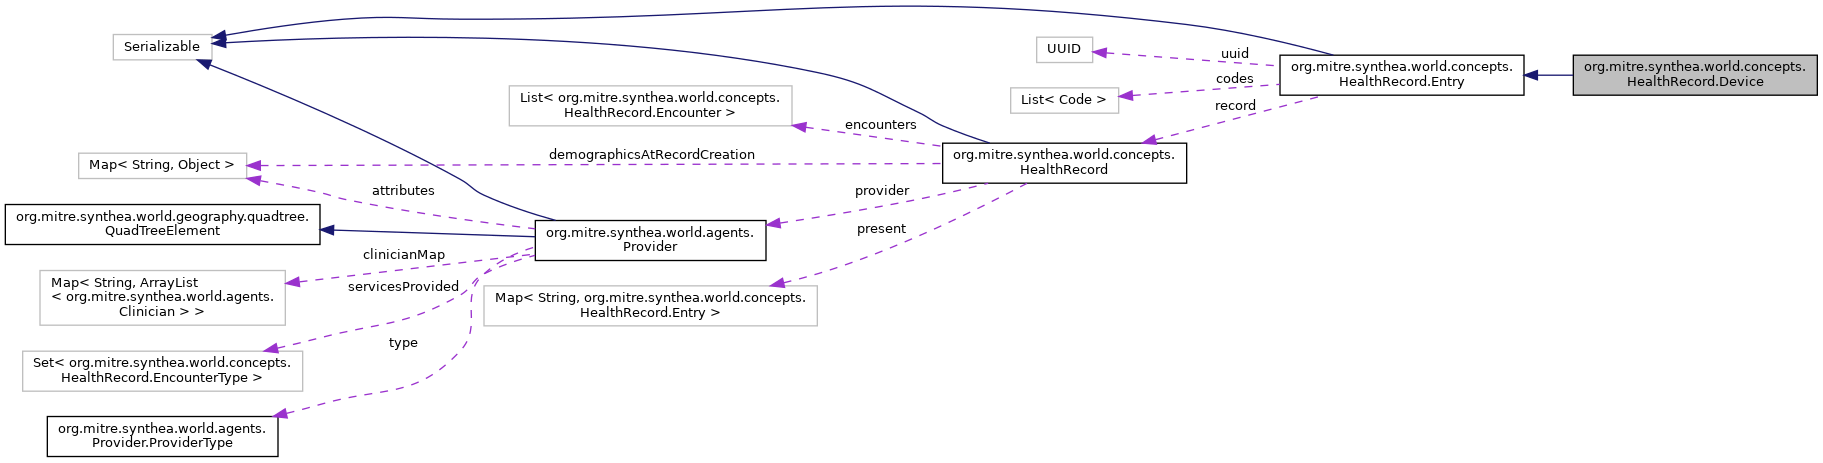 Serializable
UUID
uuid
org.mitre.synthea.world.concepts.
HealthRecord.Entry
org.mitre.synthea.world.concepts.
HealthRecord.Device
codes
List< Code >
record
List< org.mitre.synthea.world.concepts.
HealthRecord.Encounter >
encounters
demographicsAtRecordCreation
org.mitre.synthea.world.concepts.
HealthRecord
Map< String, Object >
attributes
provider
org.mitre.synthea.world.geography.quadtree.
QuadTreeElement
org.mitre.synthea.world.agents.
Provider
present
clinicianMap
Map< String, ArrayList
< org.mitre.synthea.world.agents.
Clinician > >
servicesProvided
Map< String, org.mitre.synthea.world.concepts.
HealthRecord.Entry >
type
Set< org.mitre.synthea.world.concepts.
HealthRecord.EncounterType >
org.mitre.synthea.world.agents.
Provider.ProviderType